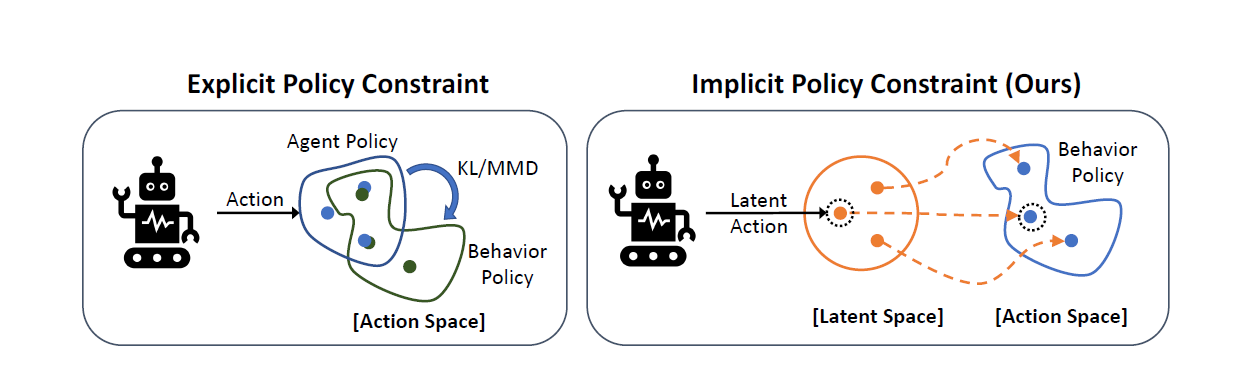 Explicit Policy Constraint
Agent Policy
KL/MMD
Action
Behavior
Policy
[Action Space]
Implicit Policy Constraint (Ours)
Behavior
Policy
Latent
Action
[Latent Space]
[Action Space]